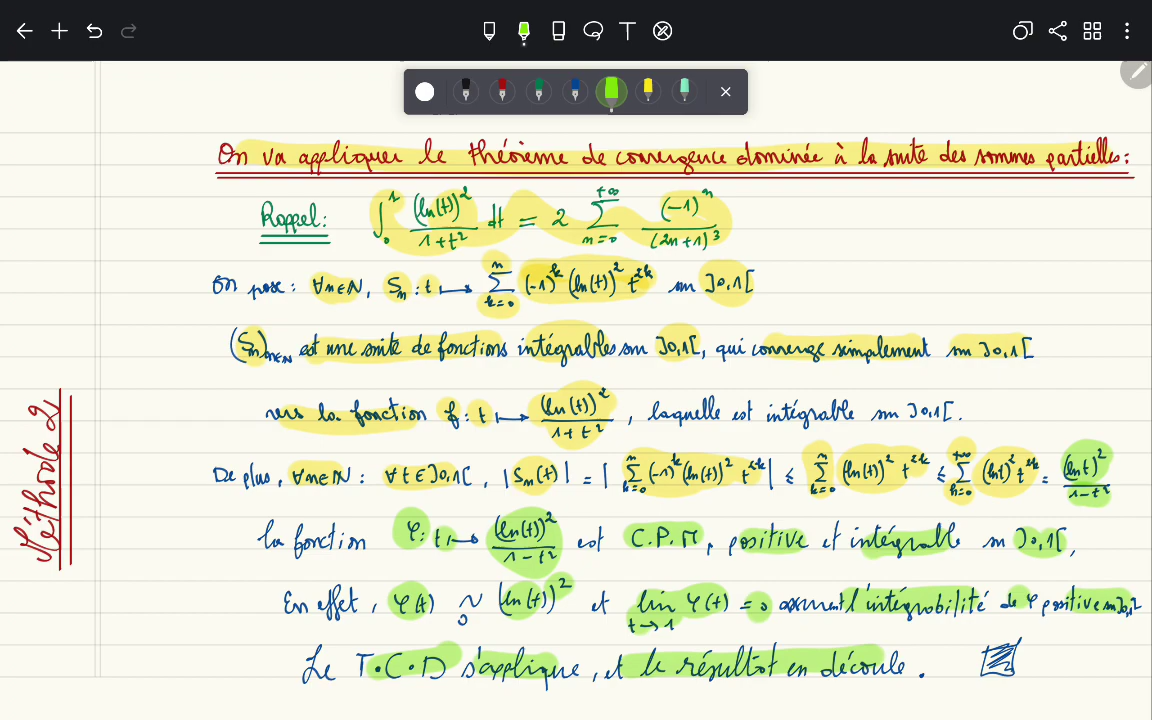 On va appliquer le théorème de convergence dominée à la suite des sommes partielles :
Rappel: ∫₀¹ (ln(t))²/(1+t²) dt = 2 ∑_{n=0}^{+∞} (-1)ⁿ/(2n+1)³
On pose : ∀n∈ℕ, Sₙ : t ↦ ∑_{k=0}^{n} (-1)^k (ln(t))² t^{2k} sur ]0,1[
(Sₙ)_{n∈ℕ} est une suite de fonctions intégrables sur ]0,1[, qui converge simplement sur ]0,1[
vers la fonction f : t ↦ (ln(t))²/(1+t²), laquelle est intégrable sur ]0,1[.
De plus, ∀n∈ℕ : ∀t∈]0,1[, |Sₙ(t)| = |∑_{k=0}^{n} (-1)^k (ln(t))² t^{2k}| ≤ ∑_{k=0}^{n} (ln(t))² t^{2k} ≤ ∑_{k=0}^{+∞} (ln t)² t^{2k} = (ln t)²/(1-t²)
la fonction φ : t ↦ (ln(t))²/(1-t²) est C.P.M, positive et intégrable sur ]0,1[,
En effet, φ(t) ∼₀ (ln(t))² et lim_{t→1} φ(t) = 0 assurent l'intégrabilité de φ positive sur ]0,1[
Le T.C.D s'applique, et le résultat en découle.
Méthode 2